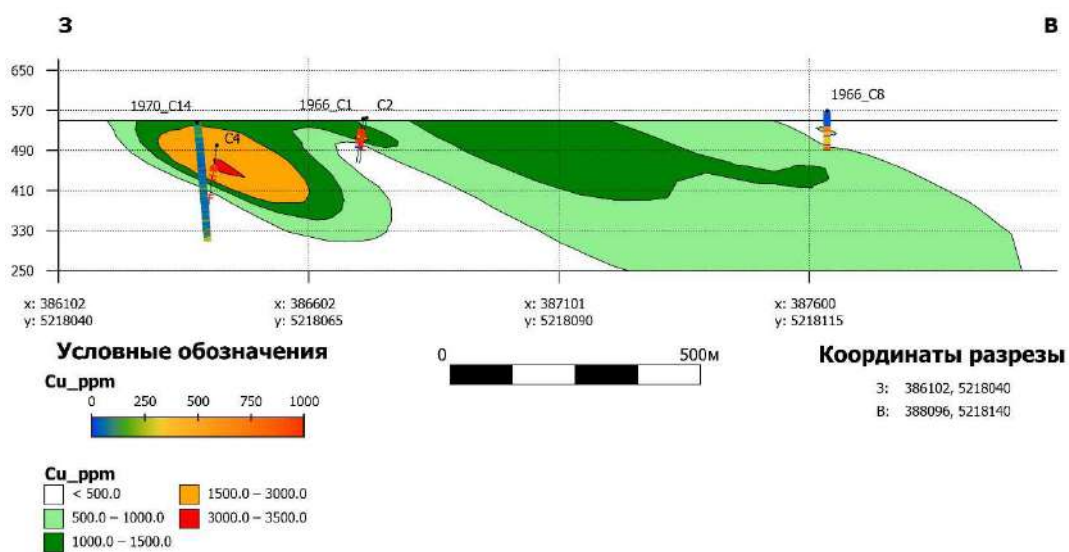 З В
650
1966_C8
570
1970_C14 1966_C1 C2
C4
490
410
330
250
x: 386102 x: 386602 x: 387101 x: 387600
y: 5218040 y: 5218065 y: 5218090 y: 5218115
Условные обозначения 0 500м Координаты разрезы
Cu_ppm
З: 386102, 5218040
0 250 500 750 1000
В: 388096, 5218140
Cu_ppm
< 500.0 1500.0 – 3000.0
500.0 – 1000.0 3000.0 – 3500.0
1000.0 – 1500.0